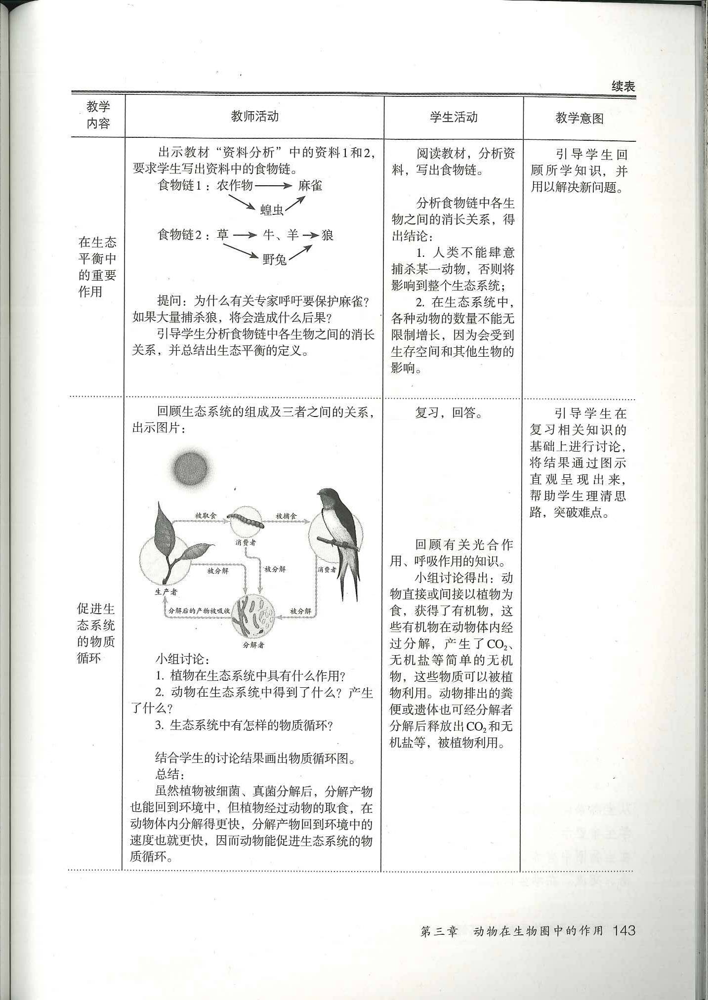 续表
教学
内容
教师活动
学生活动
教学意图
在生态
平衡中
的重要
作用
出示教材“资料分析”中的资料1和2,
要求学生写出资料中的食物链。
食物链1：农作物 → 麻雀
蝗虫
食物链2：草 → 牛、羊 → 狼
野兔
提问：为什么有关专家呼吁要保护麻雀？
如果大量捕杀狼，将会造成什么后果？
引导学生分析食物链中各生物之间的消长
关系，并总结出生态平衡的定义。
阅读教材，分析资
料，写出食物链。
分析食物链中各生
物之间的消长关系，得
出结论：
1. 人类不能肆意
捕杀某一动物，否则将
影响到整个生态系统；
2. 在生态系统中，
各种动物的数量不能无
限制增长，因为会受到
生存空间和其他生物的
影响。
引导学生回
顾所学知识，并
用以解决新问题。
促进生
态系统
的物质
循环
回顾生态系统的组成及三者之间的关系，
出示图片：
被取食
被捕食
消费者
被分解
被分解
消费者
生产者
分解后的产物被吸收
被分解
分解者
小组讨论：
1. 植物在生态系统中具有什么作用？
2. 动物在生态系统中得到了什么？产生
了什么？
3. 生态系统中有怎样的物质循环？
结合学生的讨论结果画出物质循环图。
总结：
虽然植物被细菌、真菌分解后，分解产物
也能回到环境中，但植物经过动物的取食，在
动物体内分解得更快，分解产物回到环境中的
速度也就更快，因而动物能促进生态系统的物
质循环。
复习，回答。
回顾有关光合作
用、呼吸作用的知识。
小组讨论得出：动
物直接或间接以植物为
食，获得了有机物，这
些有机物在动物体内经
过分解，产生了CO₂、
无机盐等简单的无机
物，这些物质可以被植
物利用。动物排出的粪
便或遗体也可经分解者
分解后释放出CO₂和无
机盐等，被植物利用。
引导学生在
复习相关知识的
基础上进行讨论，
将结果通过图示
直观呈现出来，
帮助学生理清思
路，突破难点。
第三章 动物在生物圈中的作用 143